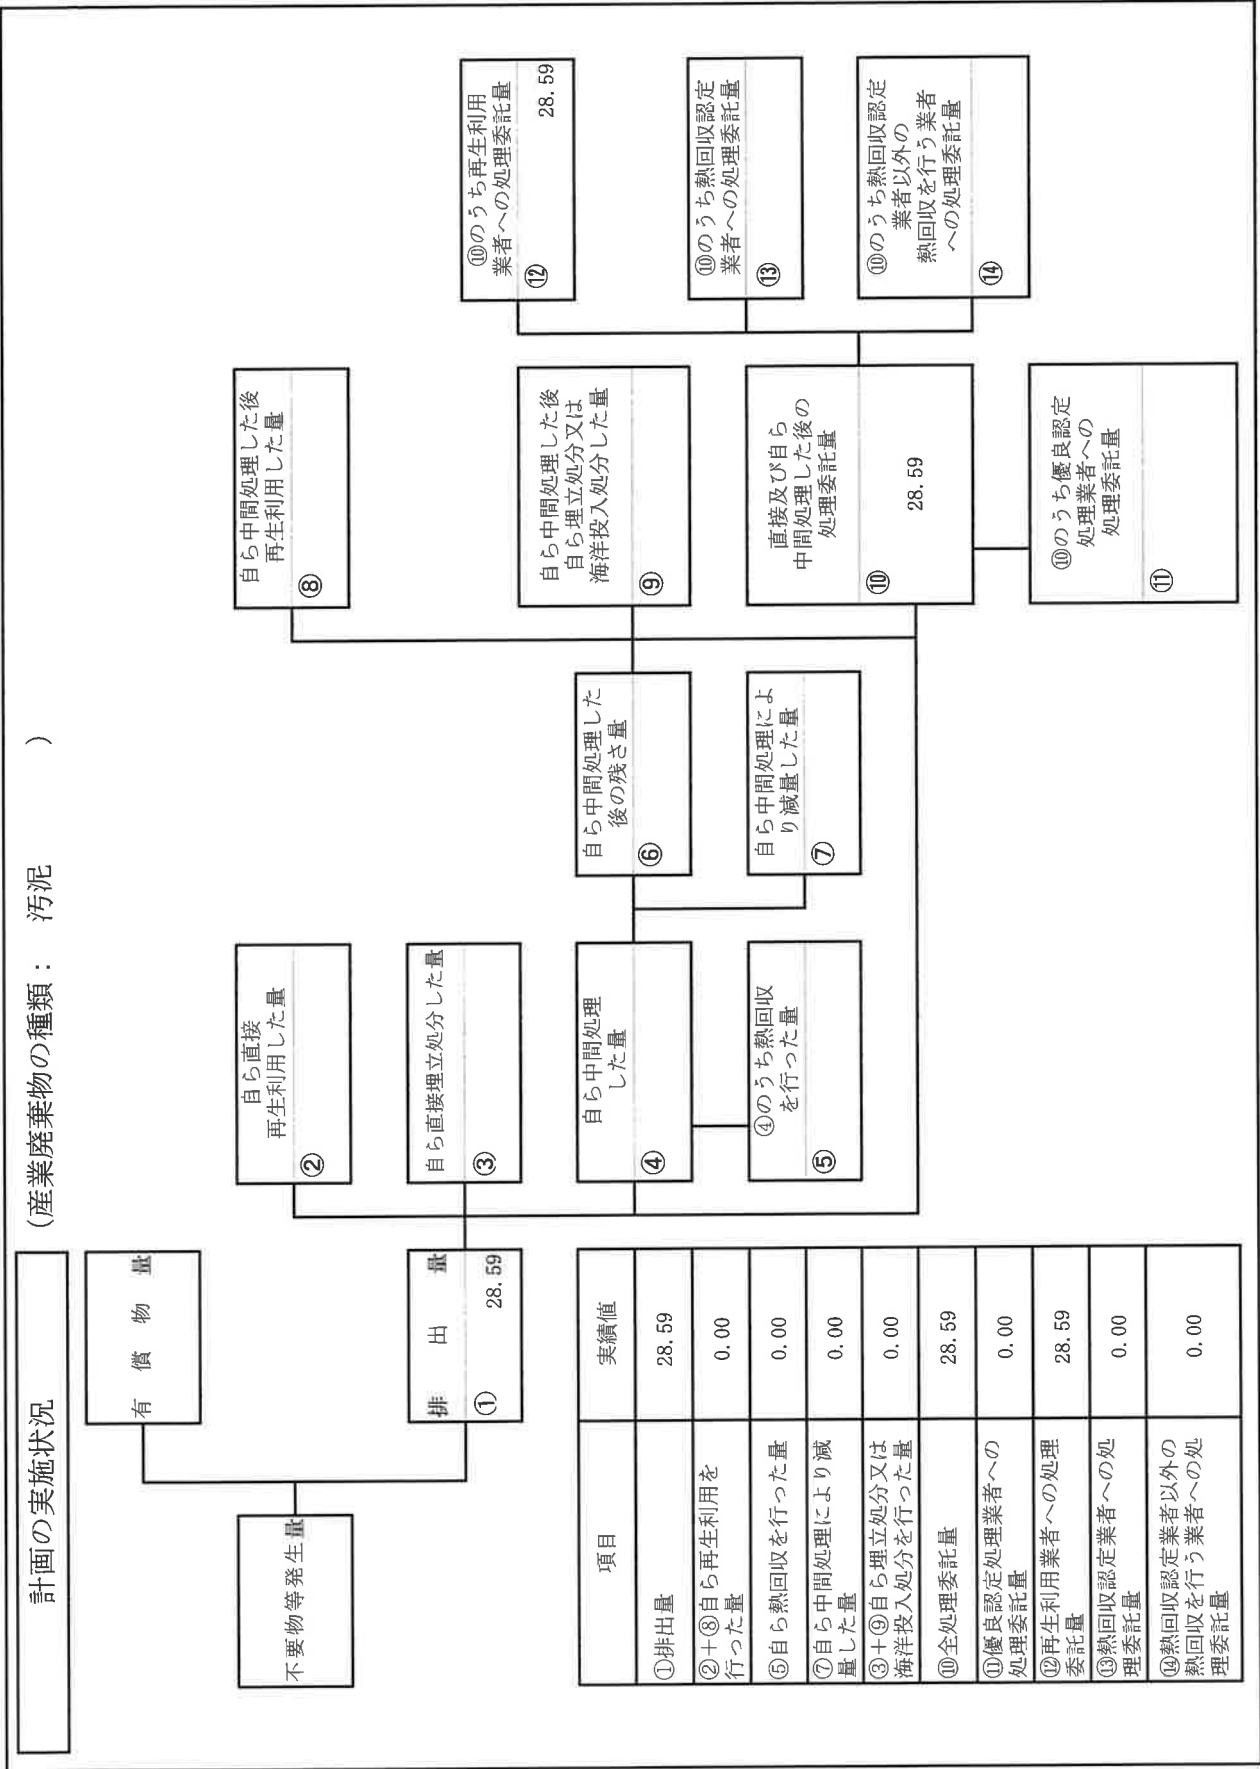 計画の実施状況
(産業廃棄物の種類： 汚泥 )
不要物等発生量
有償物量
排出量
① 28.59
自ら直接
再生利用した量
②
自ら直接埋立処分した量
③
自ら中間処理
した量
④
④のうち熱回収
を行った量
⑤
自ら中間処理した
後の残さ量
⑥
自ら中間処理によ
り減量した量
⑦
自ら中間処理した後
再生利用した量
⑧
自ら中間処理した後
自ら埋立処分又は
海洋投入処分した量
⑨
直接及び自ら
中間処理した後の
処理委託量
⑩ 28.59
⑩のうち優良認定
処理業者への
処理委託量
⑪
⑩のうち再生利用
業者への処理委託量
⑫ 28.59
⑩のうち熱回収認定
業者への処理委託量
⑬
⑩のうち熱回収認定
業者以外の
熱回収を行う業者
への処理委託量
⑭
項目 実績値
①排出量 28.59
②＋⑧自ら再生利用を
行った量 0.00
⑤自ら熱回収を行った量 0.00
⑦自ら中間処理により減
量した量 0.00
③＋⑨自ら埋立処分又は
海洋投入処分を行った量 0.00
⑩全処理委託量 28.59
⑪優良認定処理業者への
処理委託量 0.00
⑫再生利用業者への処理
委託量 28.59
⑬熱回収認定業者への処
理委託量 0.00
⑭熱回収認定業者以外の
熱回収を行う業者への処
理委託量 0.00